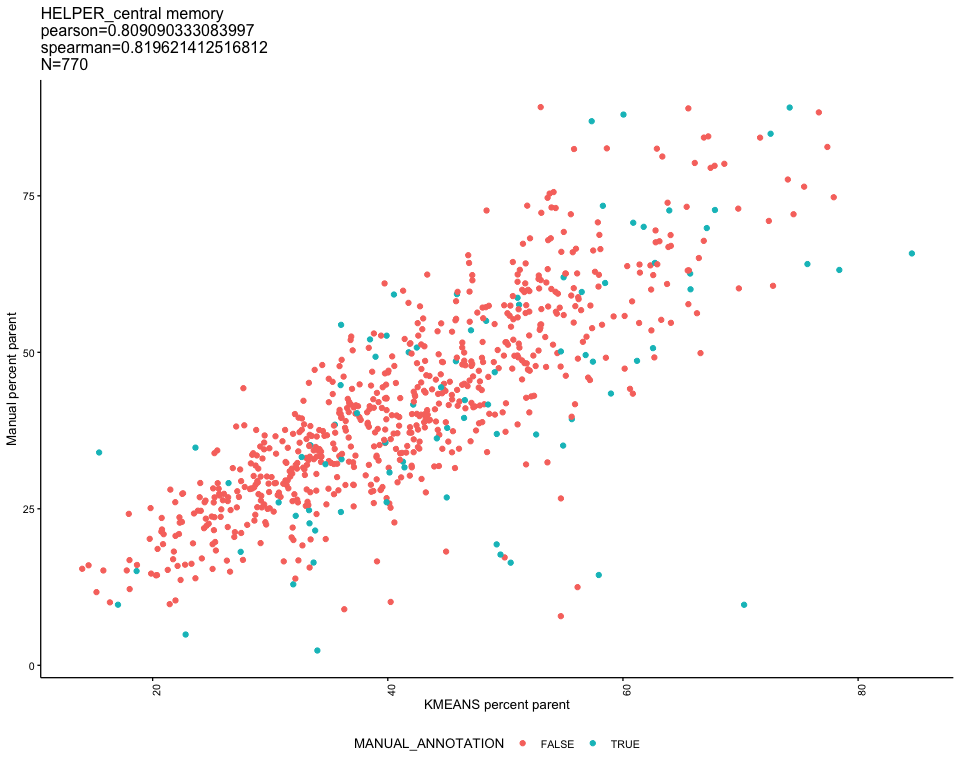 HELPER_central memory
pearson=0.809090333083997
spearman=0.819621412516812
N=770
Manual percent parent
75
50
25
0
20
40
60
80
KMEANS percent parent
MANUAL_ANNOTATION
FALSE
TRUE